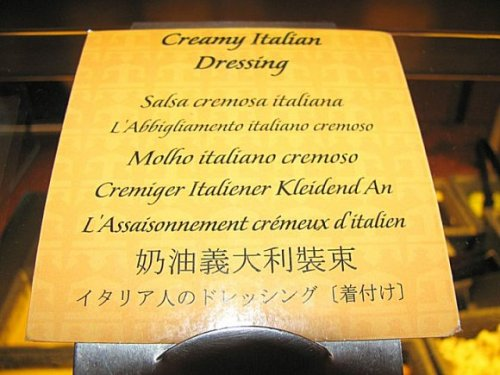 Creamy Italian
Dressing
Salsa cremosa italiana
L'Abbigliamento italiano cremoso
Molho italiano cremoso
Cremiger Italiener Kleidend An
L'Assaisonnement crémeux d'italien
奶油義大利裝束
イタリア人のドレッシング〔着付け〕